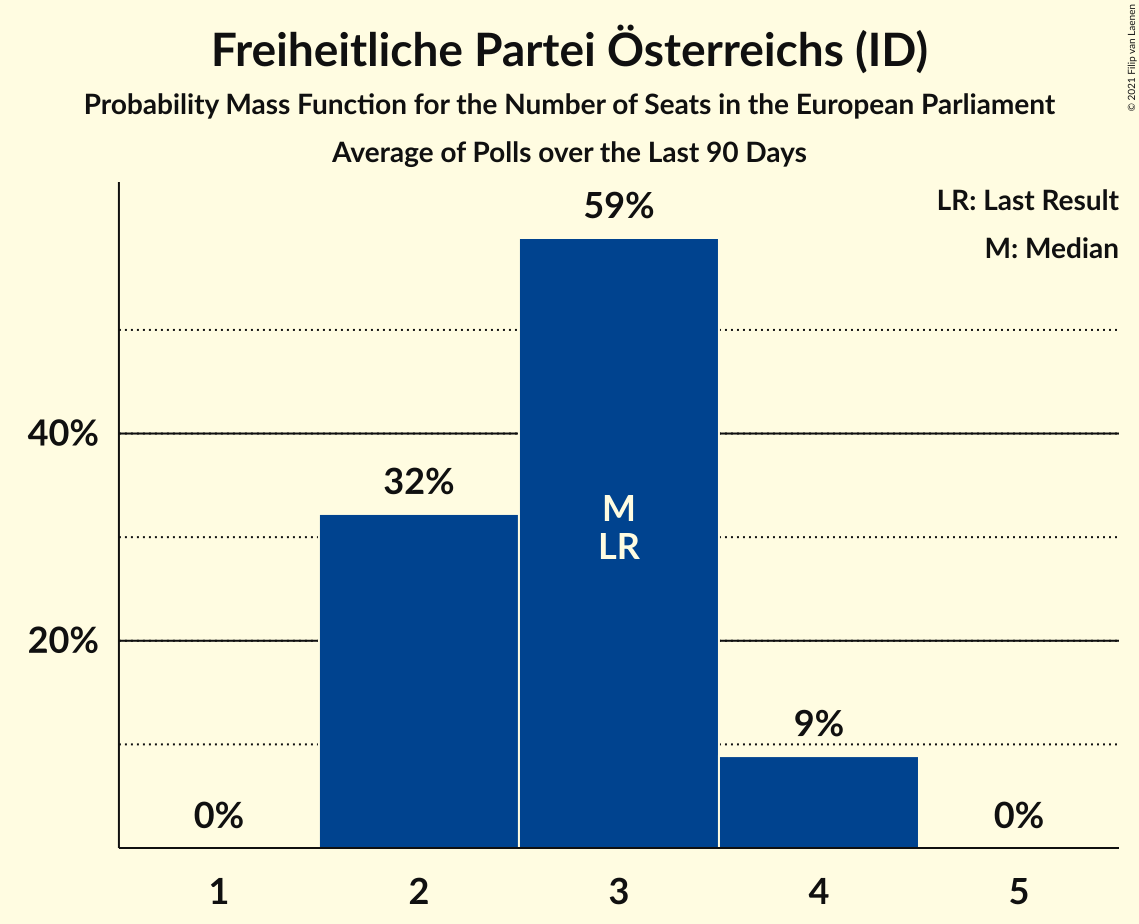 Freiheitliche Partei Österreichs (ID)
Probability Mass Function for the Number of Seats in the European Parliament
Average of Polls over the Last 90 Days
© 2021 Filip van Laenen
LR: Last Result
M: Median
59%
40%
32%
M
LR
20%
9%
0%
0%
1 2 3 4 5